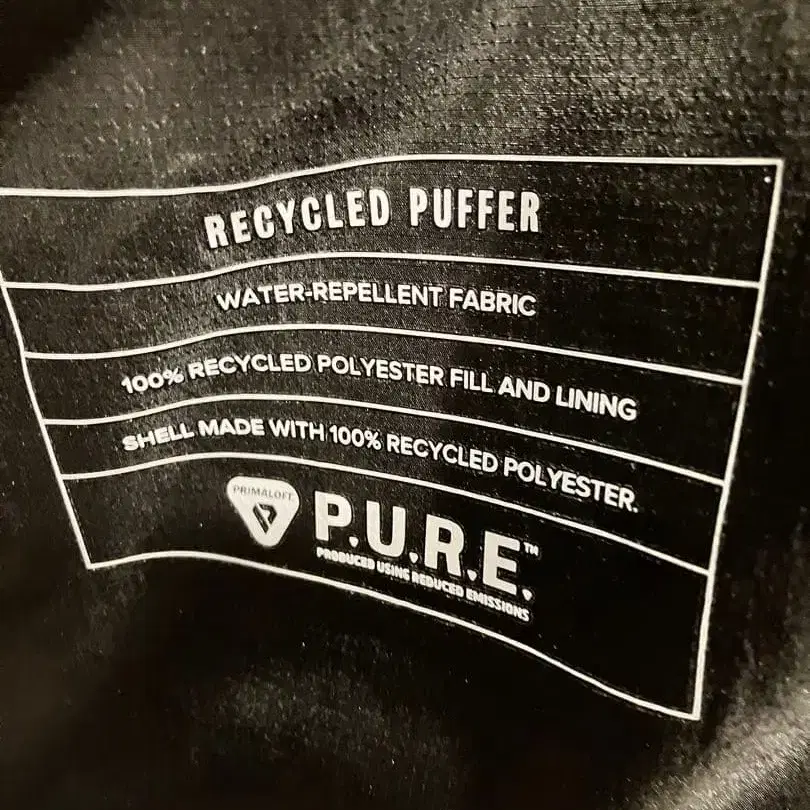 RECYCLED PUFFER
WATER-REPELLENT FABRIC
100% RECYCLED POLYESTER FILL AND LINING
SHELL MADE WITH 100% RECYCLED POLYESTER.
PRIMALOFT
P.U.R.E.™
PRODUCED USING REDUCED EMISSIONS